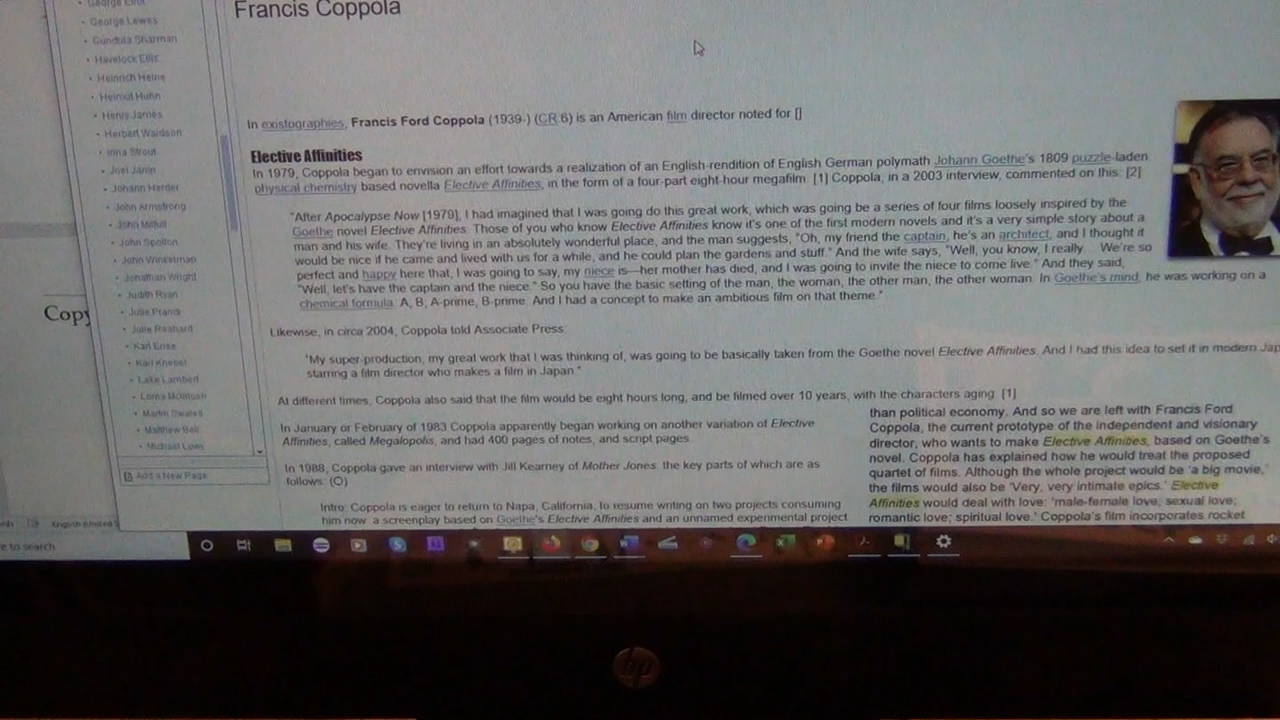 Francis Coppola
George Lewes
Gundula Sharman
Havelock Ellis
Heinrich Heine
Helmut Huhn
Henry James
Herbert Waidson
Irina Strout
Joel Janin
Johann Harder
John Armstrong
John Milfull
John Spolton
John Winkelman
Jonathan Wright
Judith Ryan
Julie Prandi
Julie Reahard
Karl Ense
Karl Knebel
Lake Lambert
Lorna McIntosh
Martin Swales
Matthew Bell
Add a New Page
Copy
In existographies, Francis Ford Coppola (1939-) (CR 6) is an American film director noted for []
Elective Affinities
In 1979, Coppola began to envision an effort towards a realization of an English-rendition of English German polymath Johann Goethe's 1809 puzzle-laden
physical chemistry based novella Elective Affinities, in the form of a four-part eight-hour megafilm. [1] Coppola, in a 2003 interview, commented on this: [2]
"After Apocalypse Now [1979], I had imagined that I was going do this great work, which was going be a series of four films loosely inspired by the
Goethe novel Elective Affinities. Those of you who know Elective Affinities know it's one of the first modern novels and it's a very simple story about a
man and his wife. They're living in an absolutely wonderful place, and the man suggests, "Oh, my friend the captain, he's an architect, and I thought it
would be nice if he came and lived with us for a while, and he could plan the gardens and stuff." And the wife says, "Well, you know, I really... We're so
perfect and happy here that, I was going to say, my niece is—her mother has died, and I was going to invite the niece to come live." And they said,
"Well, let's have the captain and the niece." So you have the basic setting of the man, the woman, the other man, the other woman. In Goethe's mind, he was working on a
chemical formula: A, B, A-prime, B-prime. And I had a concept to make an ambitious film on that theme."
Likewise, in circa 2004, Coppola told Associate Press:
"My super-production, my great work that I was thinking of, was going to be basically taken from the Goethe novel Elective Affinities. And I had this idea to set it in modern Jap
starring a film director who makes a film in Japan."
At different times, Coppola also said that the film would be eight hours long, and be filmed over 10 years, with the characters aging. [1]
In January or February of 1983 Coppola apparently began working on another variation of Elective
Affinities, called Megalopolis, and had 400 pages of notes, and script pages.
In 1988, Coppola gave an interview with Jill Kearney of Mother Jones, the key parts of which are as
follows: (O)
Intro: Coppola is eager to return to Napa, California, to resume writing on two projects consuming
him now: a screenplay based on Goethe's Elective Affinities and an unnamed experimental project
than political economy. And so we are left with Francis Ford
Coppola, the current prototype of the independent and visionary
director, who wants to make Elective Affinities, based on Goethe's
novel. Coppola has explained how he would treat the proposed
quartet of films. Although the whole project would be 'a big movie,'
the films would also be 'Very, very intimate epics.' Elective
Affinities would deal with love: 'male-female love; sexual love;
romantic love; spiritual love.' Coppola's film incorporates rocket
e to search
hp